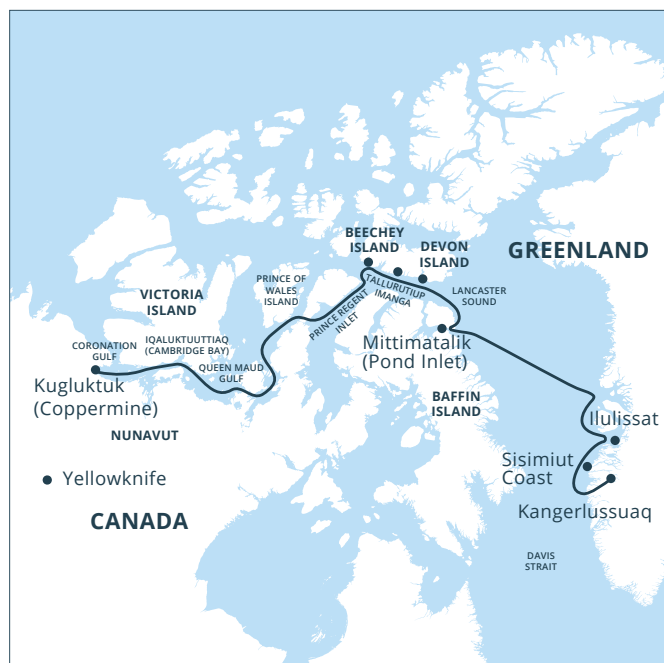 BEECHEY
ISLAND
DEVON
ISLAND
GREENLAND
PRINCE OF
WALES
ISLAND
TALLURUTIUP
IMANGA
LANCASTER
SOUND
VICTORIA
ISLAND
PRINCE REGENT
INLET
IQALUKTUUTTIAQ
(CAMBRIDGE BAY)
CORONATION
GULF
Mittimatalik
(Pond Inlet)
QUEEN MAUD
GULF
Kugluktuk
(Coppermine)
BAFFIN
ISLAND
Ilulissat
NUNAVUT
Sisimiut
Coast
Yellowknife
Kangerlussuaq
CANADA
DAVIS
STRAIT